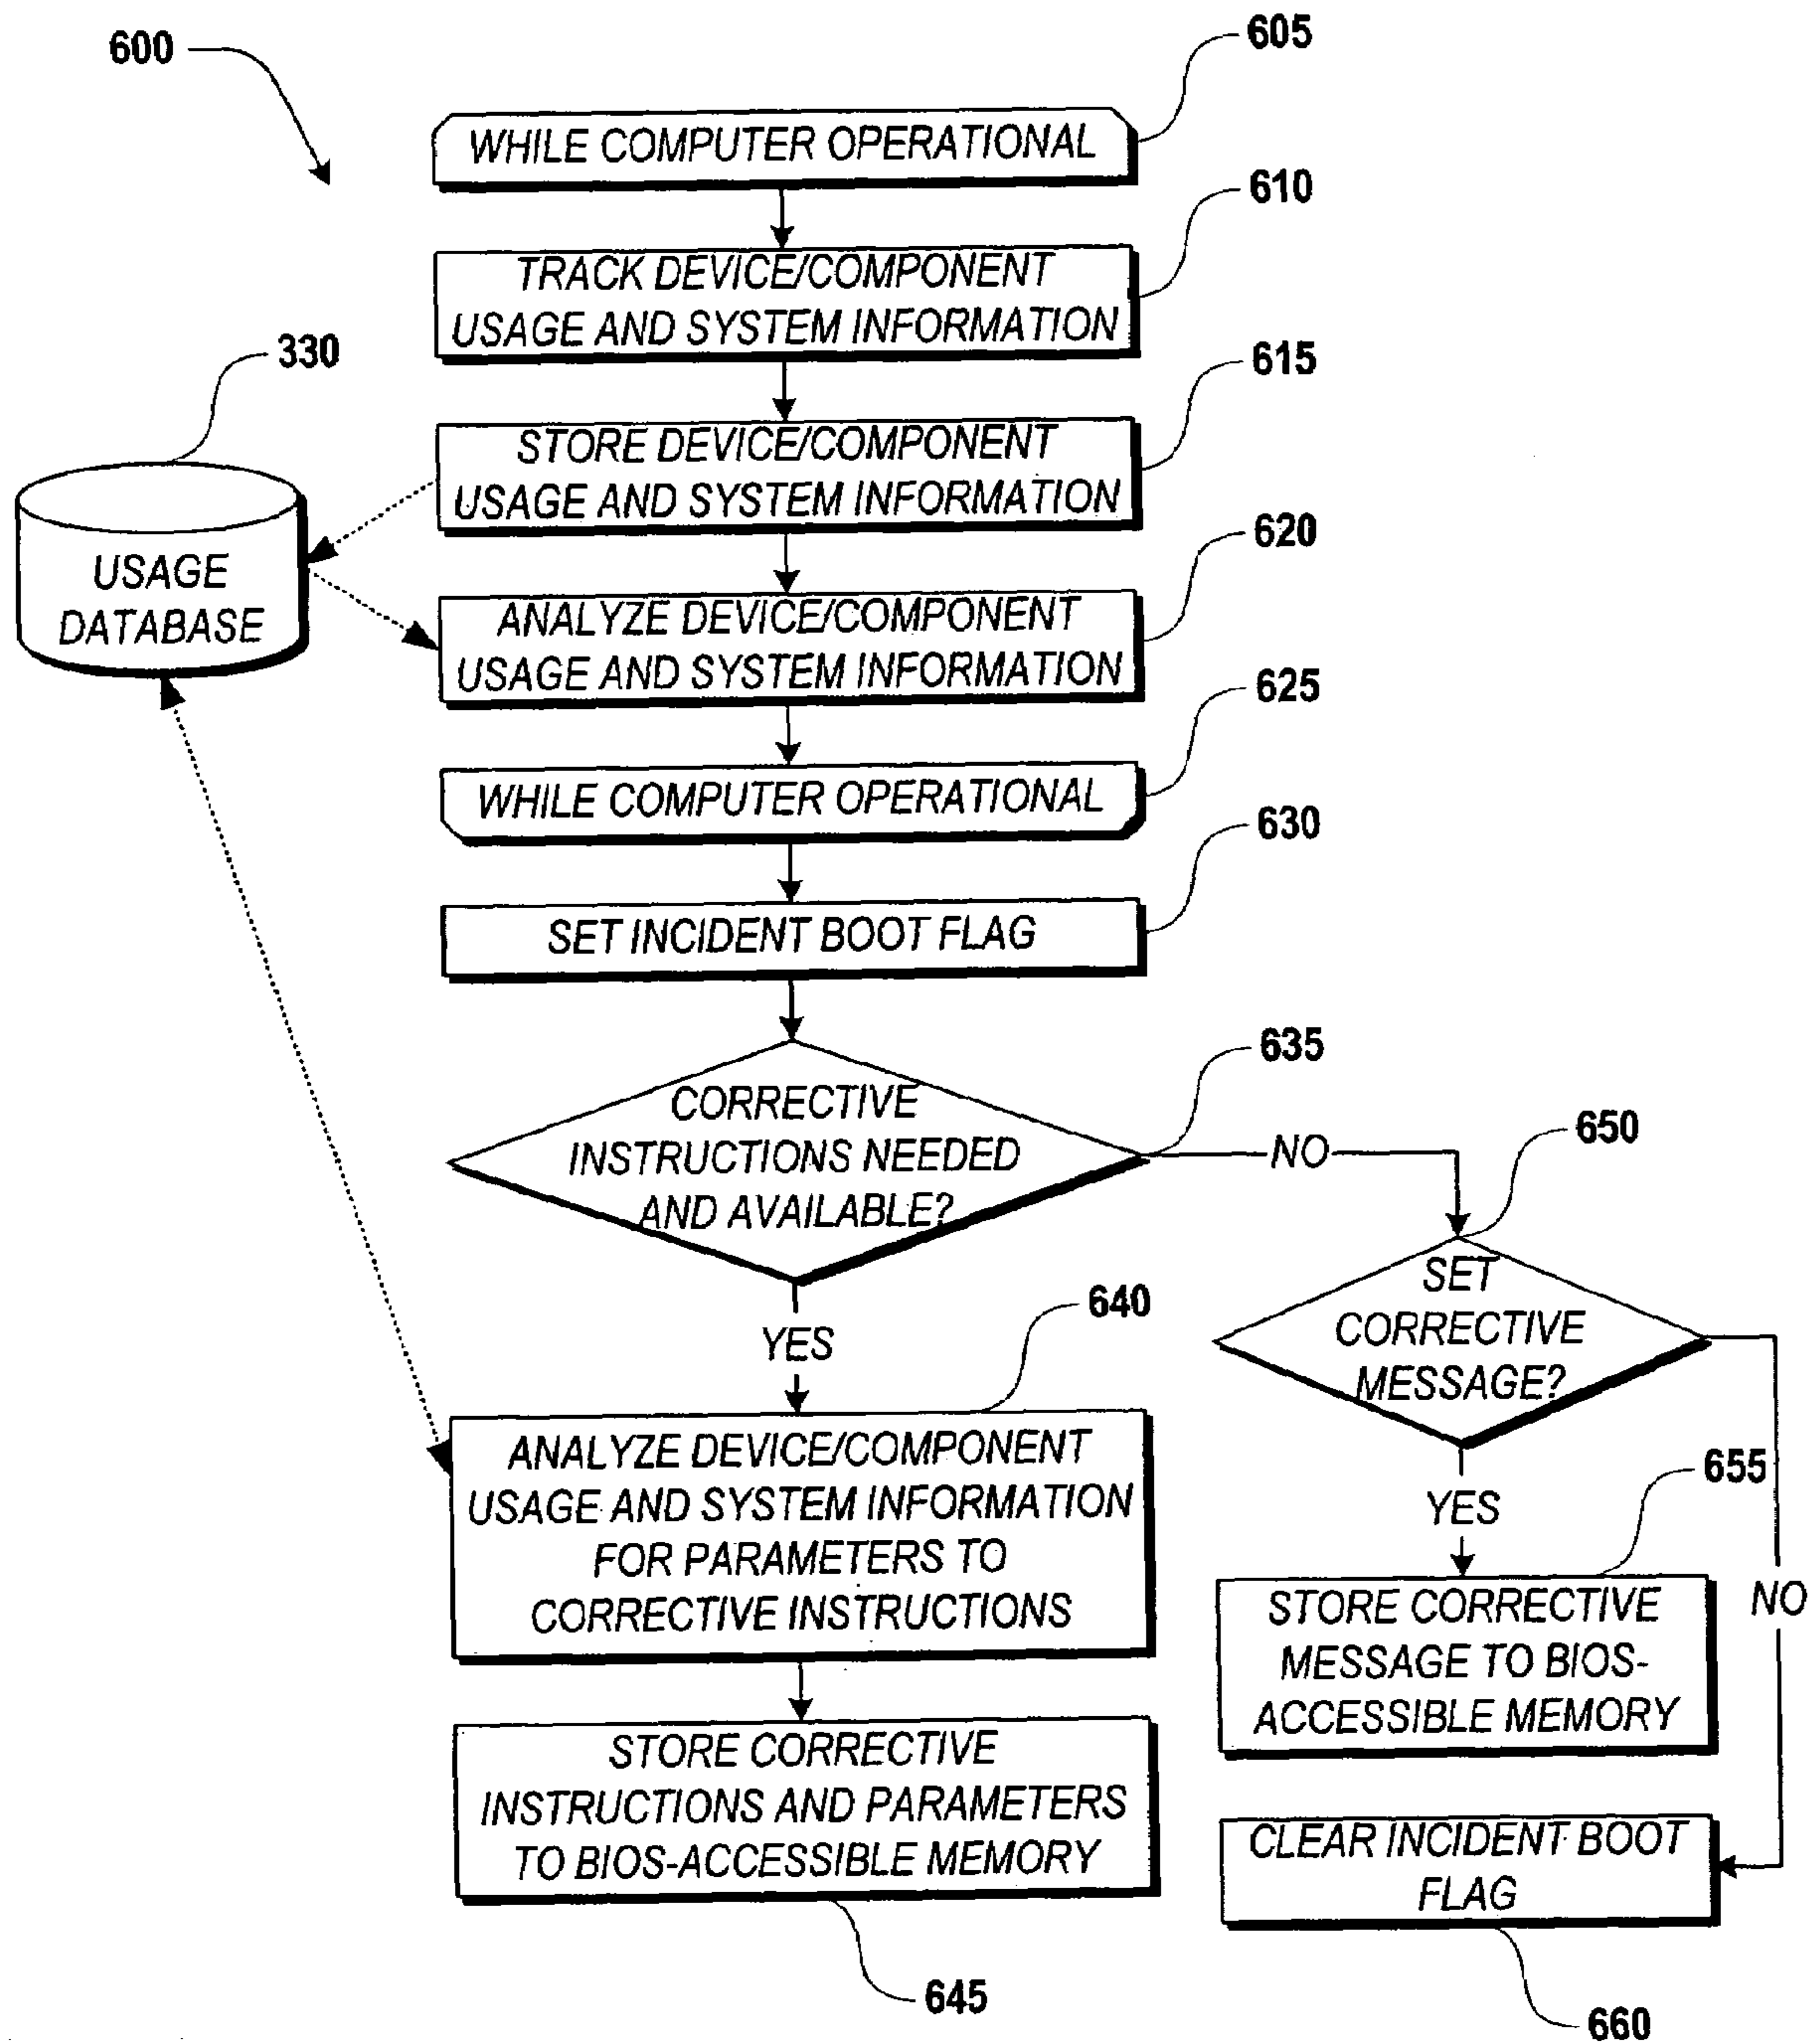 600
605
WHILE COMPUTER OPERATIONAL
610
TRACK DEVICE/COMPONENT
USAGE AND SYSTEM INFORMATION
330
615
STORE DEVICE/COMPONENT
USAGE AND SYSTEM INFORMATION
USAGE
DATABASE
620
ANALYZE DEVICE/COMPONENT
USAGE AND SYSTEM INFORMATION
625
WHILE COMPUTER OPERATIONAL
630
SET INCIDENT BOOT FLAG
635
CORRECTIVE
INSTRUCTIONS NEEDED
AND AVAILABLE?
NO
650
SET
CORRECTIVE
MESSAGE?
YES
640
ANALYZE DEVICE/COMPONENT
USAGE AND SYSTEM INFORMATION
FOR PARAMETERS TO
CORRECTIVE INSTRUCTIONS
YES
655
NO
STORE CORRECTIVE
MESSAGE TO BIOS-
ACCESSIBLE MEMORY
STORE CORRECTIVE
INSTRUCTIONS AND PARAMETERS
TO BIOS-ACCESSIBLE MEMORY
645
CLEAR INCIDENT BOOT
FLAG
660